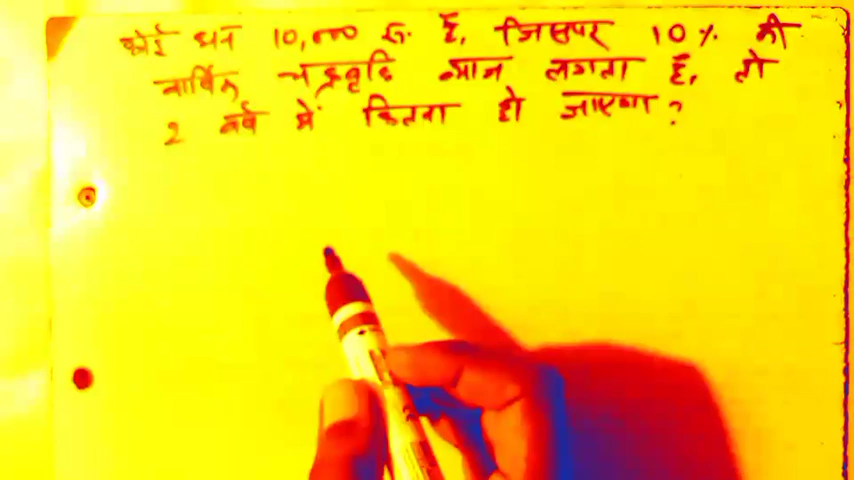 कोई धन 10,000 रु. है, जिसपर 10% की
वार्षिक चक्रवृद्धि ब्याज लगता है, तो
2 वर्ष में कितना हो जाएगा?